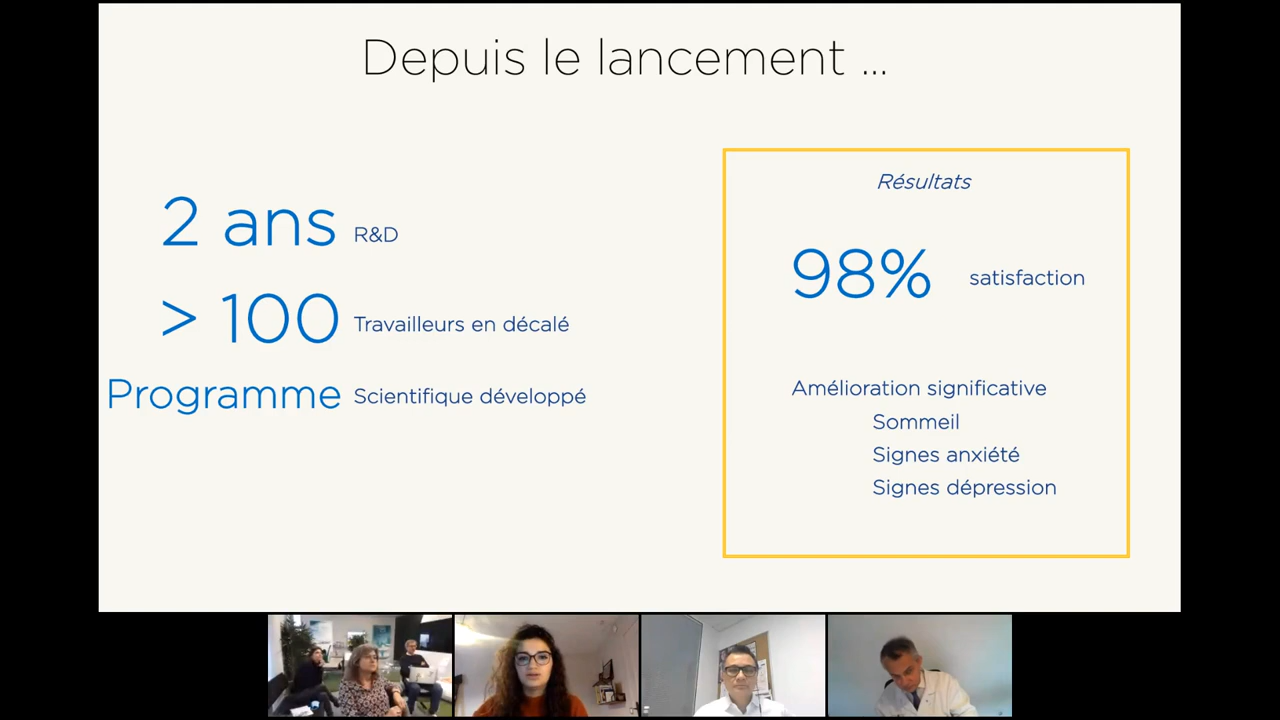 Depuis le lancement ...
2 ans R&D
> 100 Travailleurs en décalé
Programme Scientifique développé
Résultats
98% satisfaction
Amélioration significative
Sommeil
Signes anxiété
Signes dépression